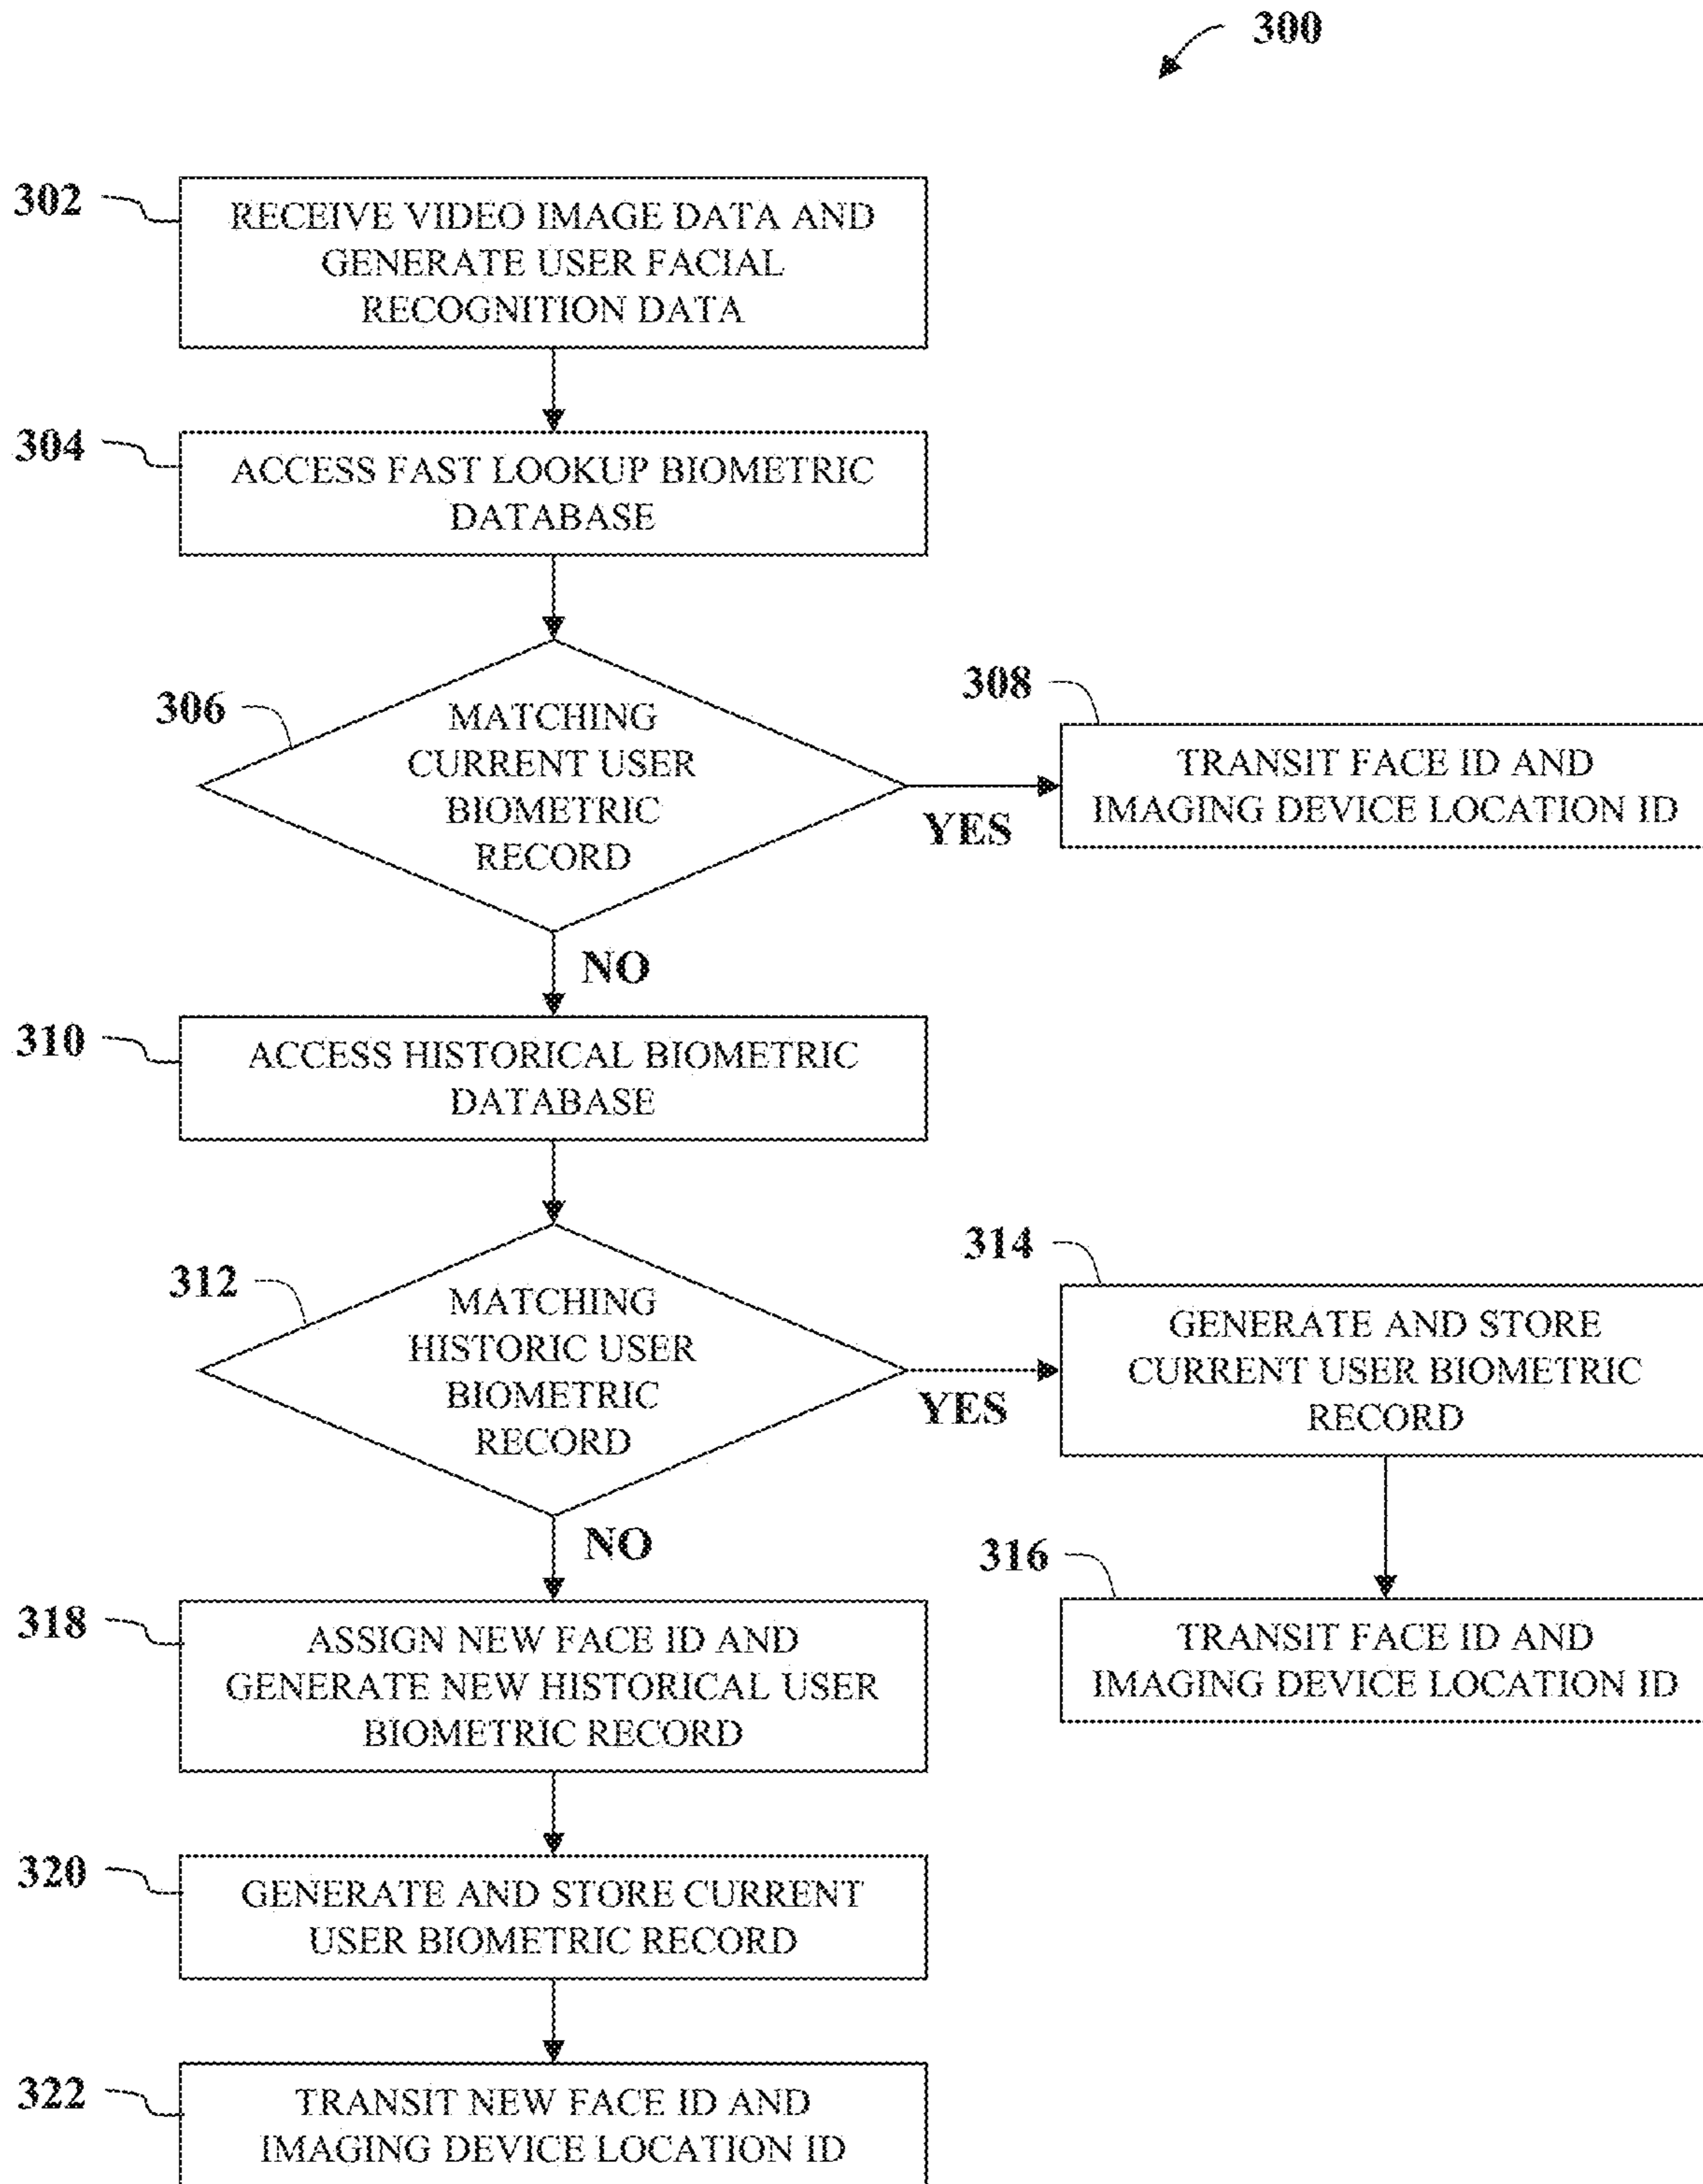 300
302
RECEIVE VIDEO IMAGE DATA AND
GENERATE USER FACIAL
RECOGNITION DATA
304
ACCESS FAST LOOKUP BIOMETRIC
DATABASE
306
MATCHING
CURRENT USER
BIOMETRIC
RECORD
YES
308
TRANSIT FACE ID AND
IMAGING DEVICE LOCATION ID
NO
310
ACCESS HISTORICAL BIOMETRIC
DATABASE
312
MATCHING
HISTORIC USER
BIOMETRIC
RECORD
YES
314
GENERATE AND STORE
CURRENT USER BIOMETRIC
RECORD
316
TRANSIT FACE ID AND
IMAGING DEVICE LOCATION ID
NO
318
ASSIGN NEW FACE ID AND
GENERATE NEW HISTORICAL USER
BIOMETRIC RECORD
320
GENERATE AND STORE CURRENT
USER BIOMETRIC RECORD
322
TRANSIT NEW FACE ID AND
IMAGING DEVICE LOCATION ID